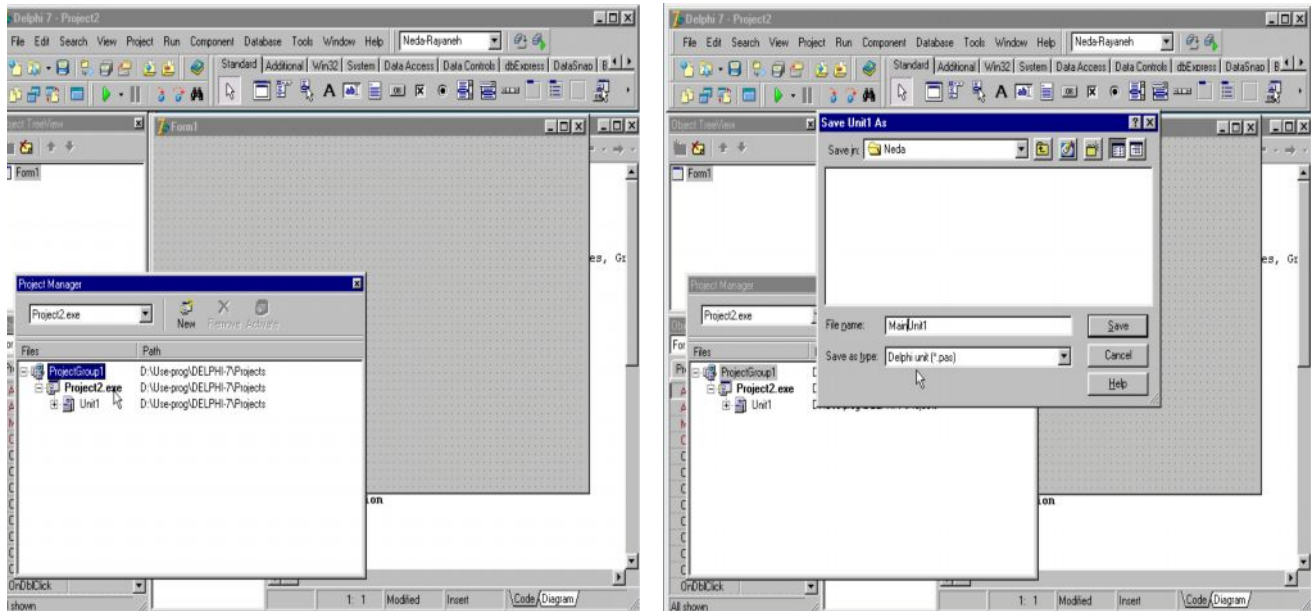 Delphi 7 - Project2
File Edit Search View Project Run Component Database Tools Window Help Neda-Rayaneh
Standard Additional Win32 System Data Access Data Controls dbExpress DataSnap B
Object TreeView
Form1
Form1
es, Gr
Project Manager
Project2.exe
New Remove Activate
Files Path
ProjectGroup1 D:\Use-prog\DELPHI-7\Projects
Project2.exe D:\Use-prog\DELPHI-7\Projects
Unit1 D:\Use-prog\DELPHI-7\Projects
ion
OnDblClick
shown
1: 1 Modified Insert Code Diagram
Delphi 7 - Project2
File Edit Search View Project Run Component Database Tools Window Help Neda-Rayaneh
Standard Additional Win32 System Data Access Data Controls dbExpress DataSnap B
Object TreeView
Form1
Save Unit1 As
Save in: Neda
File name: MainUnit1 Save
Save as type: Delphi unit (*.pas) Cancel
Help
es, Gr
Project Manager
Project2.exe
Files
ProjectGroup1
Project2.exe
Unit1
ion
OnDblClick
All shown
1: 1 Modified Insert Code Diagram